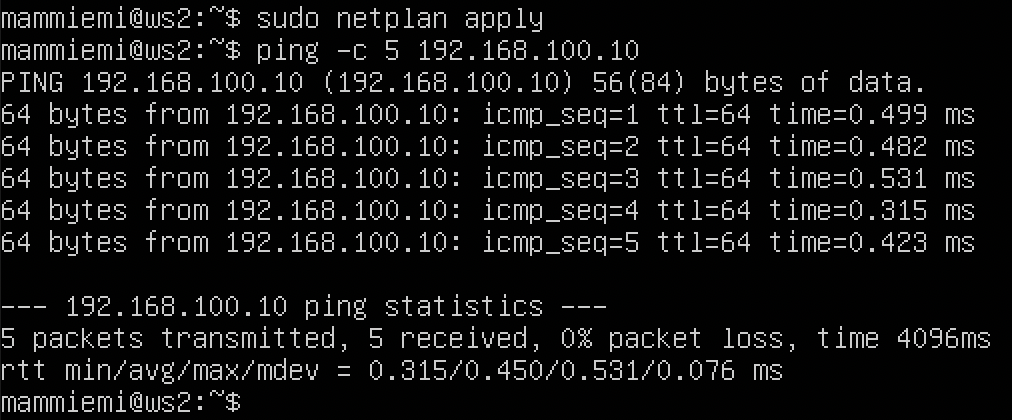 mammiemi@ws2:~$ sudo netplan apply
mammiemi@ws2:~$ ping -c 5 192.168.100.10
PING 192.168.100.10 (192.168.100.10) 56(84) bytes of data.
64 bytes from 192.168.100.10: icmp_seq=1 ttl=64 time=0.499 ms
64 bytes from 192.168.100.10: icmp_seq=2 ttl=64 time=0.482 ms
64 bytes from 192.168.100.10: icmp_seq=3 ttl=64 time=0.531 ms
64 bytes from 192.168.100.10: icmp_seq=4 ttl=64 time=0.315 ms
64 bytes from 192.168.100.10: icmp_seq=5 ttl=64 time=0.423 ms

--- 192.168.100.10 ping statistics ---
5 packets transmitted, 5 received, 0% packet loss, time 4096ms
rtt min/avg/max/mdev = 0.315/0.450/0.531/0.076 ms
mammiemi@ws2:~$